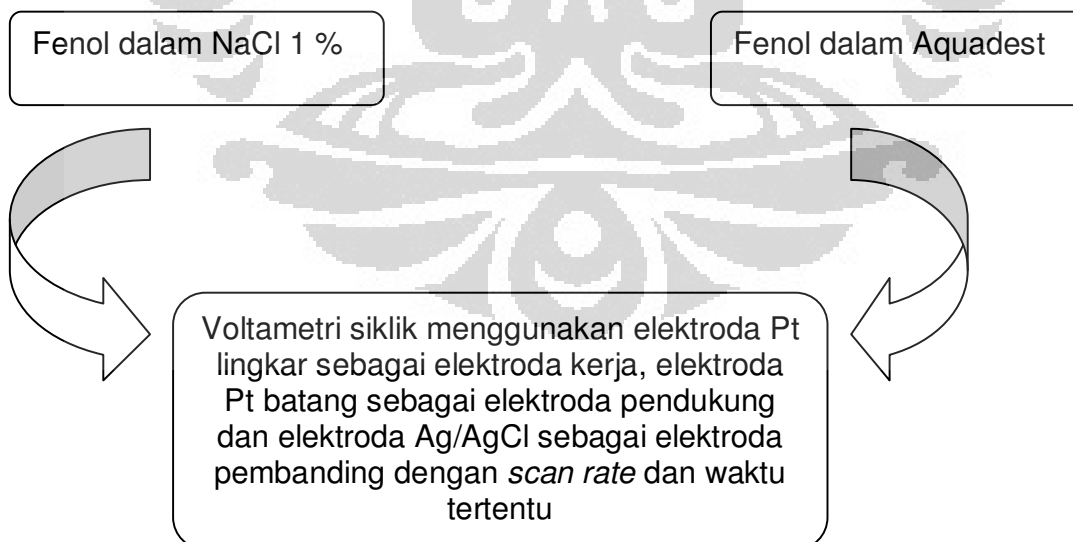 Fenol dalam NaCl 1 %
Fenol dalam Aquadest
Voltametri siklik menggunakan elektroda Pt
lingkar sebagai elektroda kerja, elektroda
Pt batang sebagai elektroda pendukung
dan elektroda Ag/AgCl sebagai elektroda
pembanding dengan scan rate dan waktu
tertentu